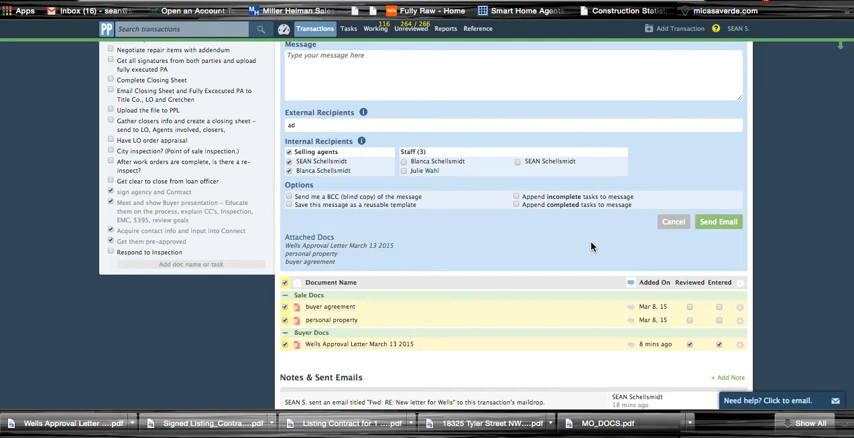 Apps
Inbox (16) - sean@
Open an Account T
Miller Heiman Sales
Fully Raw - Home
Smart Home Agents
Construction Statist
micasaverde.com
PP Search transactions
Transactions Tasks Working 116 Unreviewed 264 / 266 Reports Reference
Add Transaction ? SEAN S.
Negotiate repair items with addendum
Get all signatures from both parties and upload
fully executed PA
Complete Closing Sheet
Email Closing Sheet and Fully Excecuted PA to
Title Co., LO and Gretchen
Upload the file to PPL
Gather closers info and create a closing sheet -
send to LO, Agents involved, closers,
Have LO order appraisal
City inspection? (Point of sale inspection.)
After work orders are complete, is there a re-
inspect?
Get clear to close from loan officer
sign agency and Contract
Meet and show Buyer presentation - Educate
them on the process, explain CC's, Inspection,
EMC, $395, review goals
Acquire contact info and input into Connect
Get them pre-approved
Respond to Inspection
Add doc name or task
Message
Type your message here
External Recipients
ad
Internal Recipients
Selling agents
SEAN Schellsmidt
Blanca Schellsmidt
Staff (3)
Blanca Schellsmidt
SEAN Schellsmidt
Julie Wahl
Options
Send me a BCC (blind copy) of the message
Append incomplete tasks to message
Save this message as a reusable template
Append completed tasks to message
Cancel
Send Email
Attached Docs
Wells Approval Letter March 13 2015
personal property
buyer agreement
Document Name Added On Reviewed Entered
Sale Docs
buyer agreement Mar 8, 15
personal property Mar 8, 15
Buyer Docs
Wells Approval Letter March 13 2015 8 mins ago
Notes & Sent Emails
+ Add Note
SEAN S. sent an email titled "Fwd: RE: New letter for Wells" to this transaction's maildrop.
SEAN Schellsmidt
18 mins ago
Need help? Click to email.
Wells Approval Letter ....pdf
Signed Listing_Contra....pdf
Listing Contract for 1 ....pdf
18325 Tyler Street NW....pdf
MO_DOCS.pdf
Show All